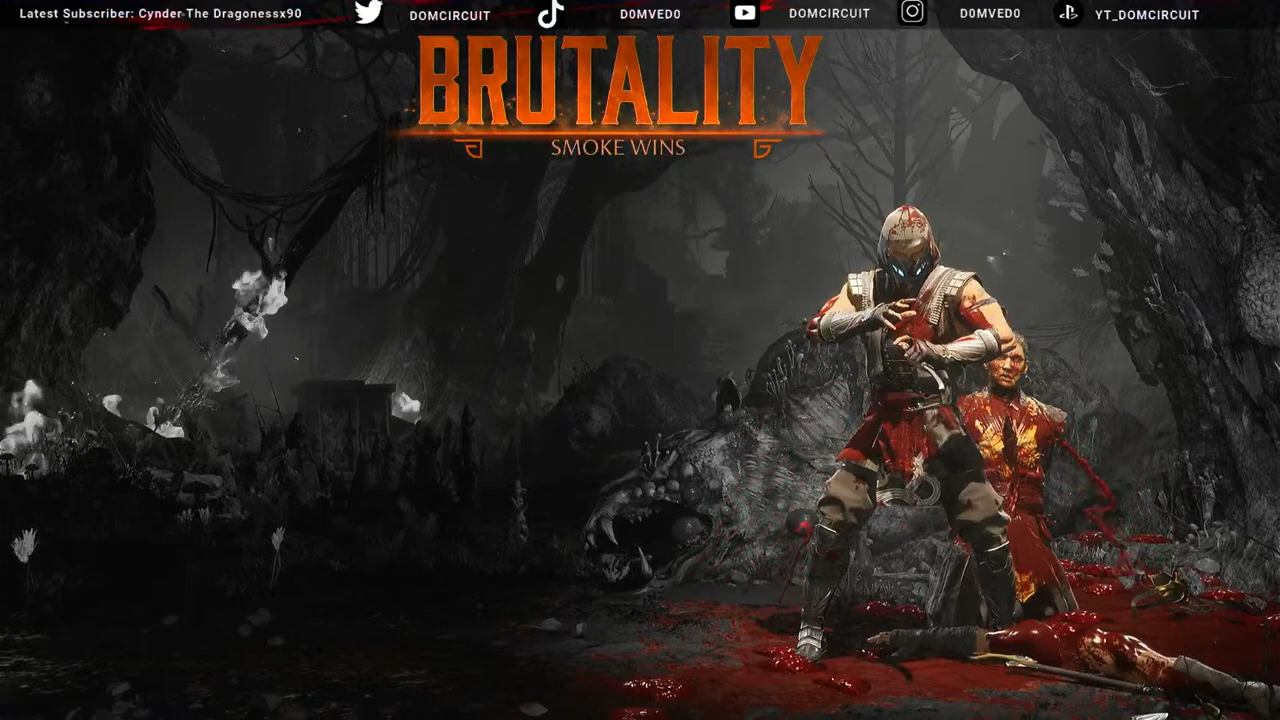 Latest Subscriber: Cynder The Dragonessx90
DOMCIRCUIT
D0MVED0
DOMCIRCUIT
D0MVED0
YT_DOMCIRCUIT
BRUTALITY
SMOKE WINS